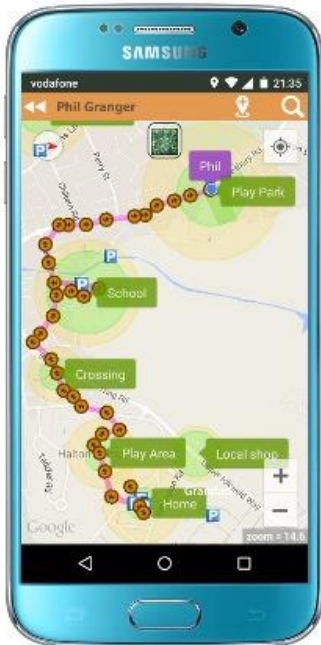 SAMSUNG
vodafone 21:35
Phil Granger
Phil
Play Park
School
Crossing
Play Area
Local shop
Halton
Home
+
−
Google
zoom = 14.6